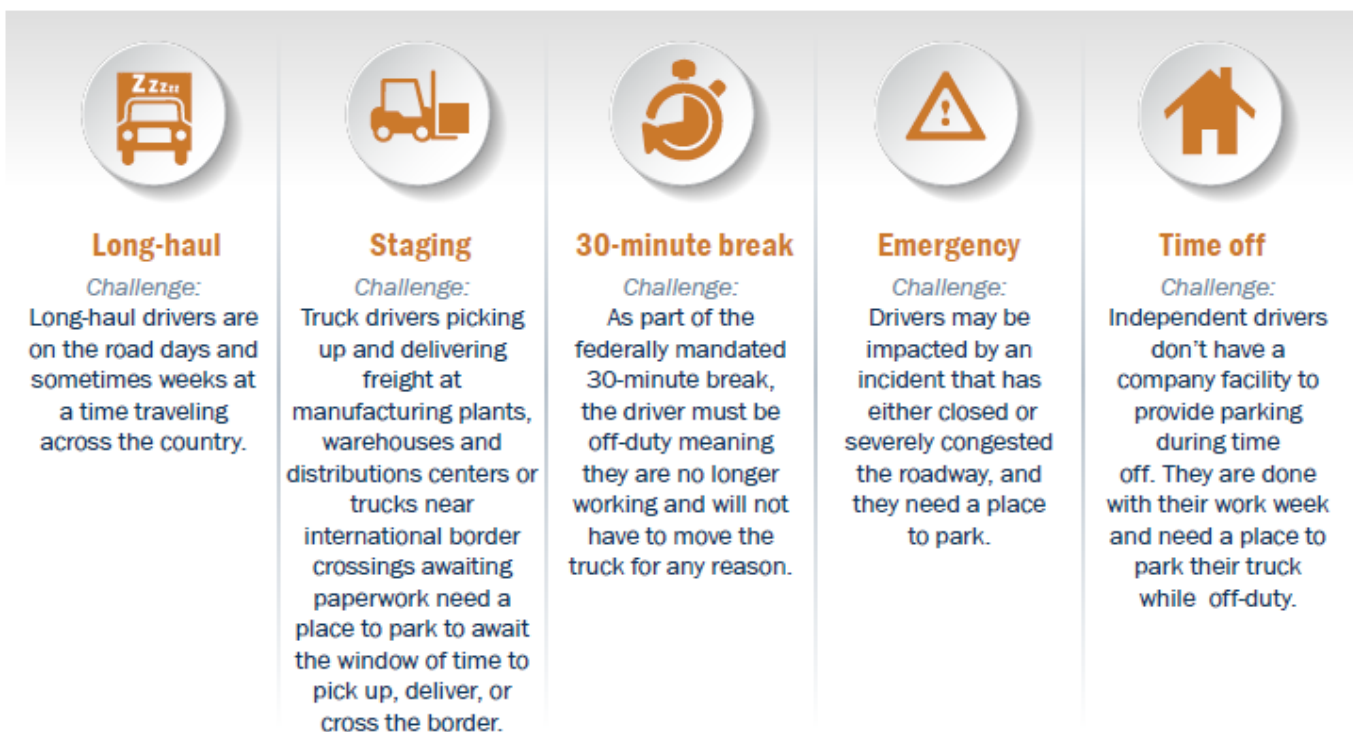 Zzzzz
Long-haul
Challenge:
Long-haul drivers are
on the road days and
sometimes weeks at
a time traveling
across the country.
Staging
Challenge:
Truck drivers picking
up and delivering
freight at
manufacturing plants,
warehouses and
distributions centers or
trucks near
international border
crossings awaiting
paperwork need a
place to park to await
the window of time to
pick up, deliver, or
cross the border.
30-minute break
Challenge:
As part of the
federally mandated
30-minute break,
the driver must be
off-duty meaning
they are no longer
working and will not
have to move the
truck for any reason.
!
Emergency
Challenge:
Drivers may be
impacted by an
incident that has
either closed or
severely congested
the roadway, and
they need a place
to park.
Time off
Challenge:
Independent drivers
don’t have a
company facility to
provide parking
during time
off. They are done
with their work week
and need a place to
park their truck
while off-duty.